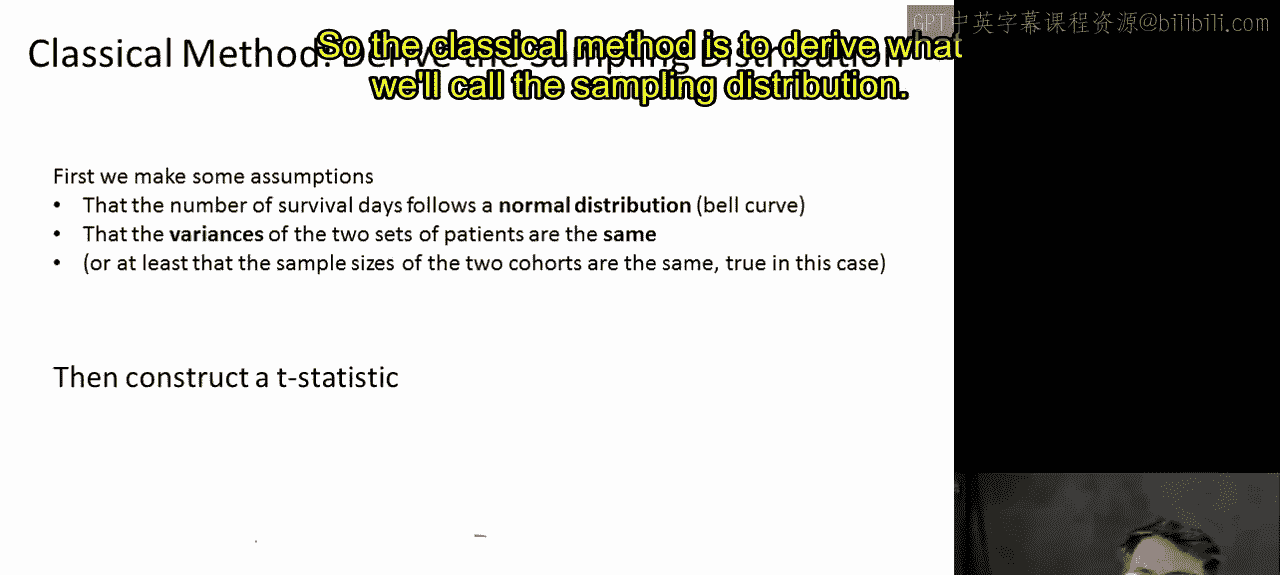 GPT中英字幕课程资源@bilibili.com
Classical Method: Derive the Sampling Distribution
So the classical method is to derive what
we'll call the sampling distribution.
First we make some assumptions
• That the number of survival days follows a normal distribution (bell curve)
• That the variances of the two sets of patients are the same
• (or at least that the sample sizes of the two cohorts are the same, true in this case)
Then construct a t-statistic